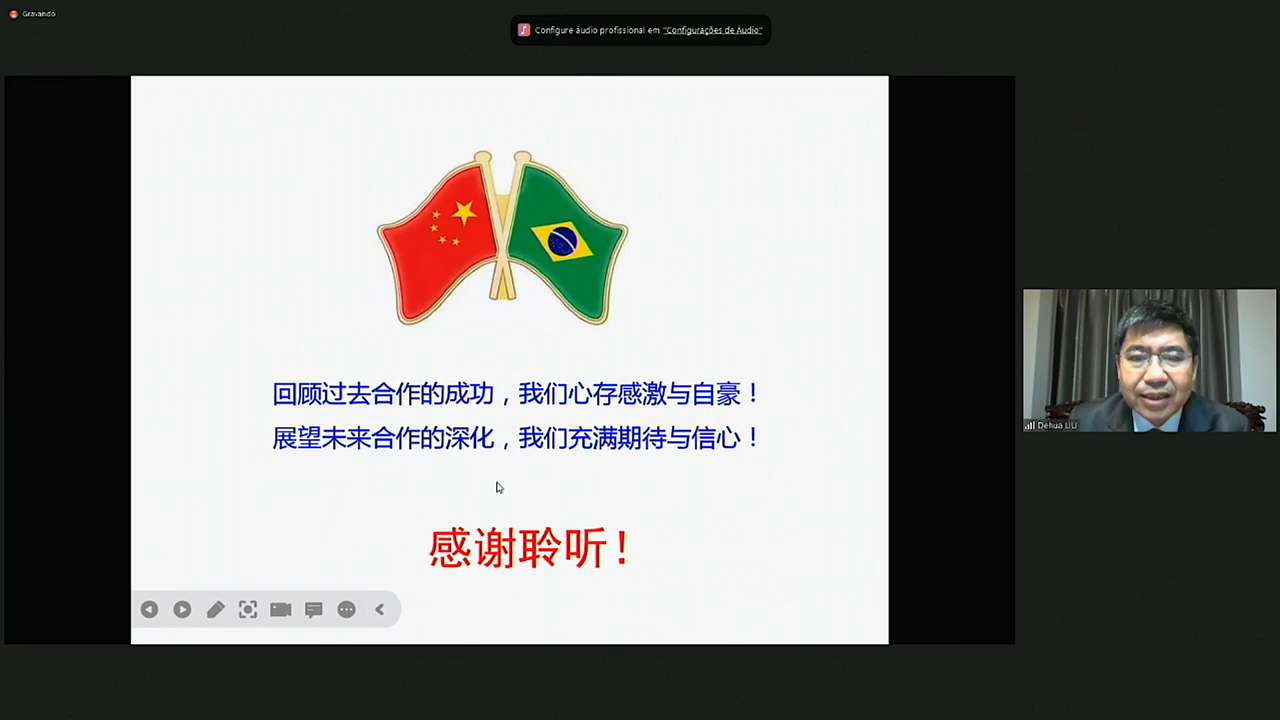 Gravando
Configure áudio profissional em "Configurações de Áudio"
回顾过去合作的成功，我们心存感激与自豪！
展望未来合作的深化，我们充满期待与信心！
感谢聆听！
Dehua LIU